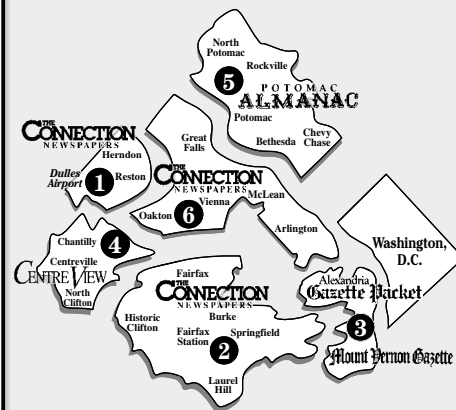 North
Potomac
Rockville
5
POTOMAC
ALMANAC
Potomac
Bethesda
Chevy
Chase
THE
CONNECTION
NEWSPAPERS
Herndon
Dulles
Airport
1
Reston
Great
Falls
THE
CONNECTION
NEWSPAPERS
Vienna
McLean
Oakton
6
Arlington
Chantilly
4
Centreville
CENTRE VIEW
North
Clifton
Washington,
D.C.
Fairfax
THE
CONNECTION
NEWSPAPERS
Burke
Historic
Clifton
Fairfax
Station
Springfield
2
Laurel
Hill
Alexandria
Gazette Packet
3
Mount Vernon Gazette